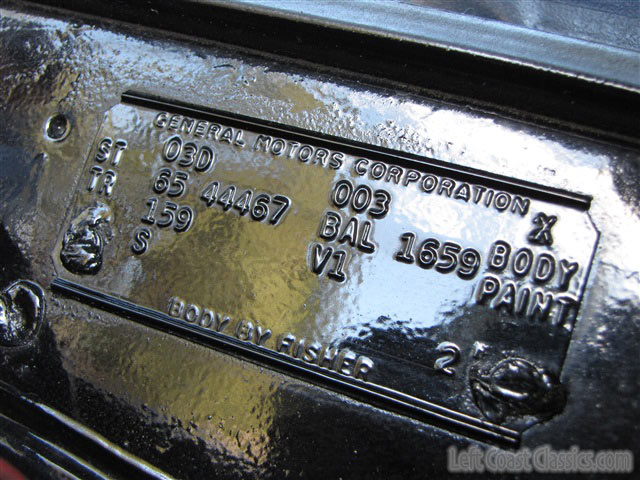 GENERAL MOTORS CORPORATION
03D 003 X
ST 65 44467 BAL 1659 BODY
TR 159 V1 PAINT
S
BODY BY FISHER 2
Left Coast Classics.com